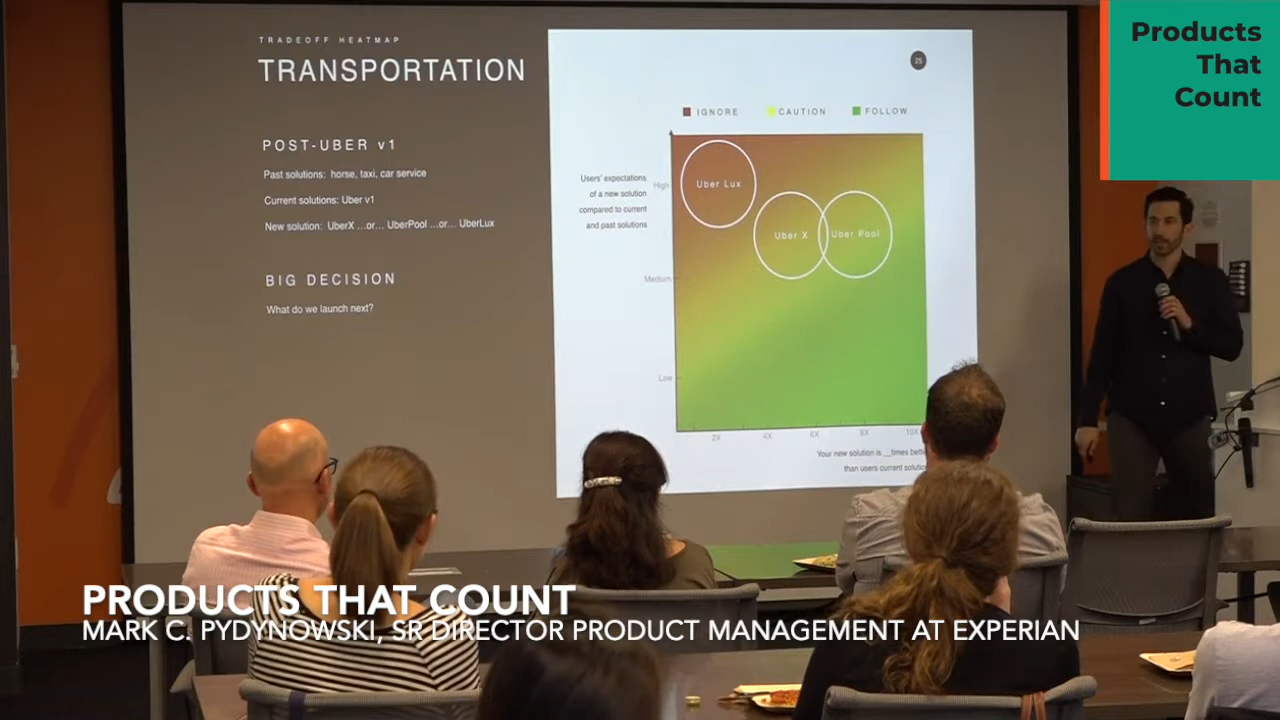 Products
That
Count
TRADEOFF HEATMAP
TRANSPORTATION
POST-UBER v1
Past solutions: horse, taxi, car service
Current solutions: Uber v1
New solution: UberX ...or... UberPool ...or... UberLux
BIG DECISION
What do we launch next?
25
IGNORE CAUTION FOLLOW
Users' expectations
of a new solution
compared to current
and past solutions
High
Medium
Low
Uber Lux
Uber X
Uber Pool
2X 4X 6X 8X 10X
Your new solution is __times
than users current
PRODUCTS THAT COUNT
MARK C. PYDYNOWSKI, SR DIRECTOR PRODUCT MANAGEMENT AT EXPERIAN